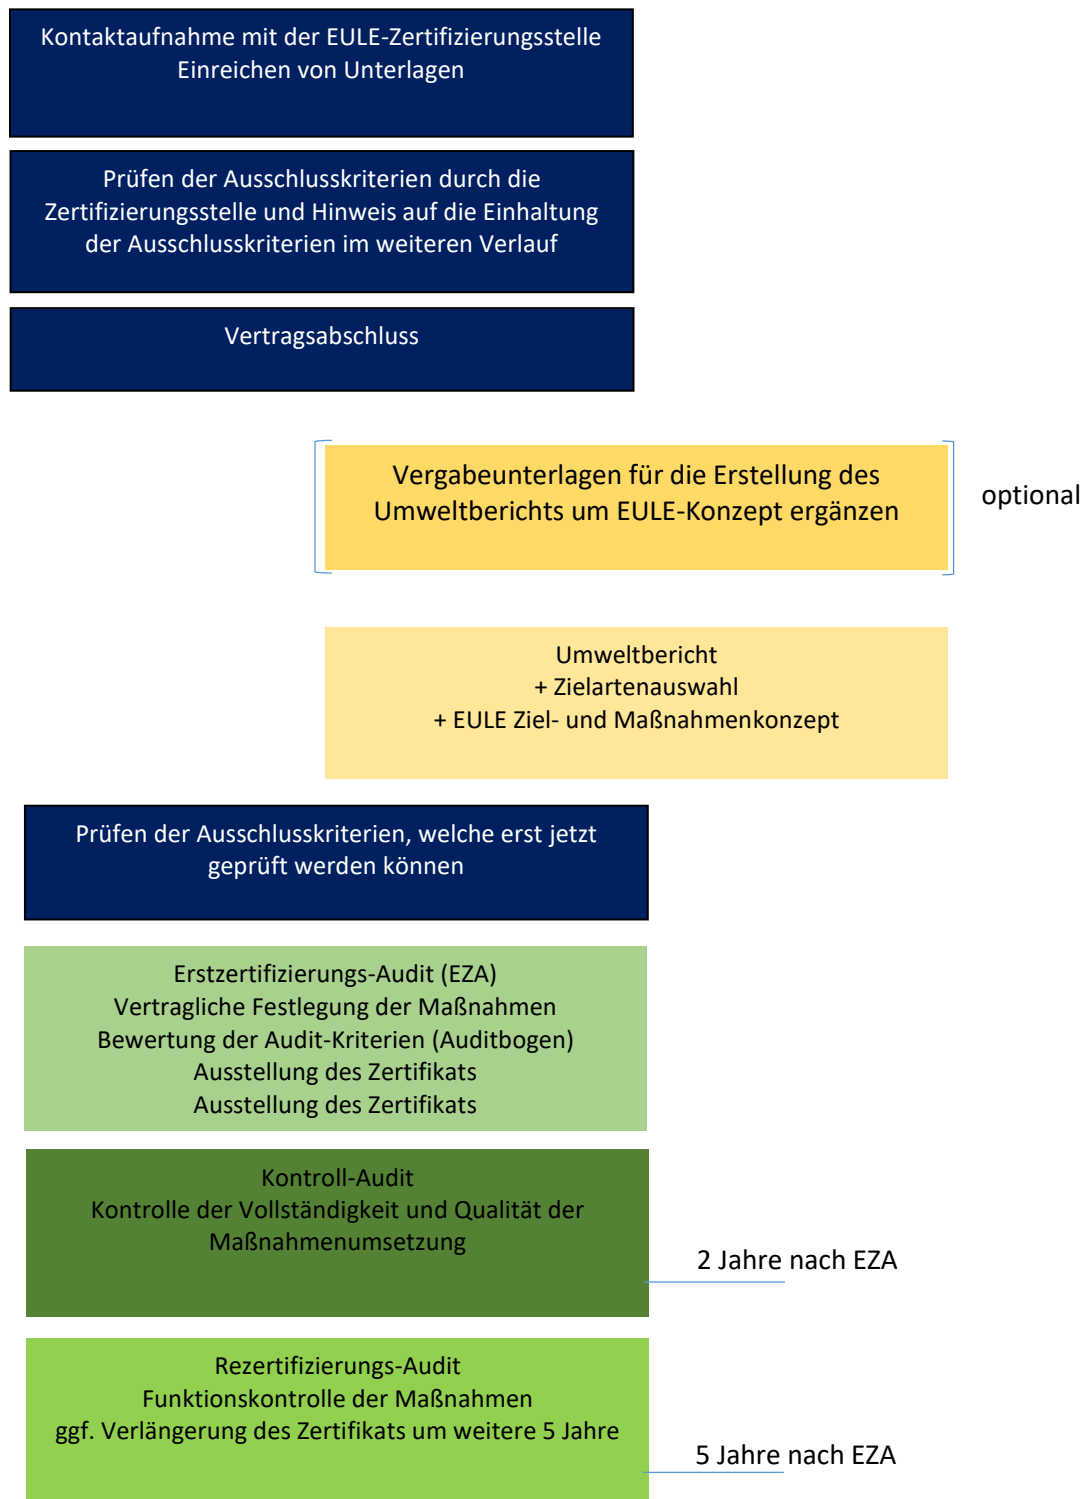 Kontaktaufnahme mit der EULE-Zertifizierungsstelle
Einreichen von Unterlagen
Prüfen der Ausschlusskriterien durch die
Zertifizierungsstelle und Hinweis auf die Einhaltung
der Ausschlusskriterien im weiteren Verlauf
Vertragsabschluss
Vergabeunterlagen für die Erstellung des
Umweltberichts um EULE-Konzept ergänzen
optional
Umweltbericht
+ Zielartenauswahl
+ EULE Ziel- und Maßnahmenkonzept
Prüfen der Ausschlusskriterien, welche erst jetzt
geprüft werden können
Erstzertifizierungs-Audit (EZA)
Vertragliche Festlegung der Maßnahmen
Bewertung der Audit-Kriterien (Auditbogen)
Ausstellung des Zertifikats
Ausstellung des Zertifikats
Kontroll-Audit
Kontrolle der Vollständigkeit und Qualität der
Maßnahmenumsetzung
2 Jahre nach EZA
Rezertifizierungs-Audit
Funktionskontrolle der Maßnahmen
ggf. Verlängerung des Zertifikats um weitere 5 Jahre
5 Jahre nach EZA